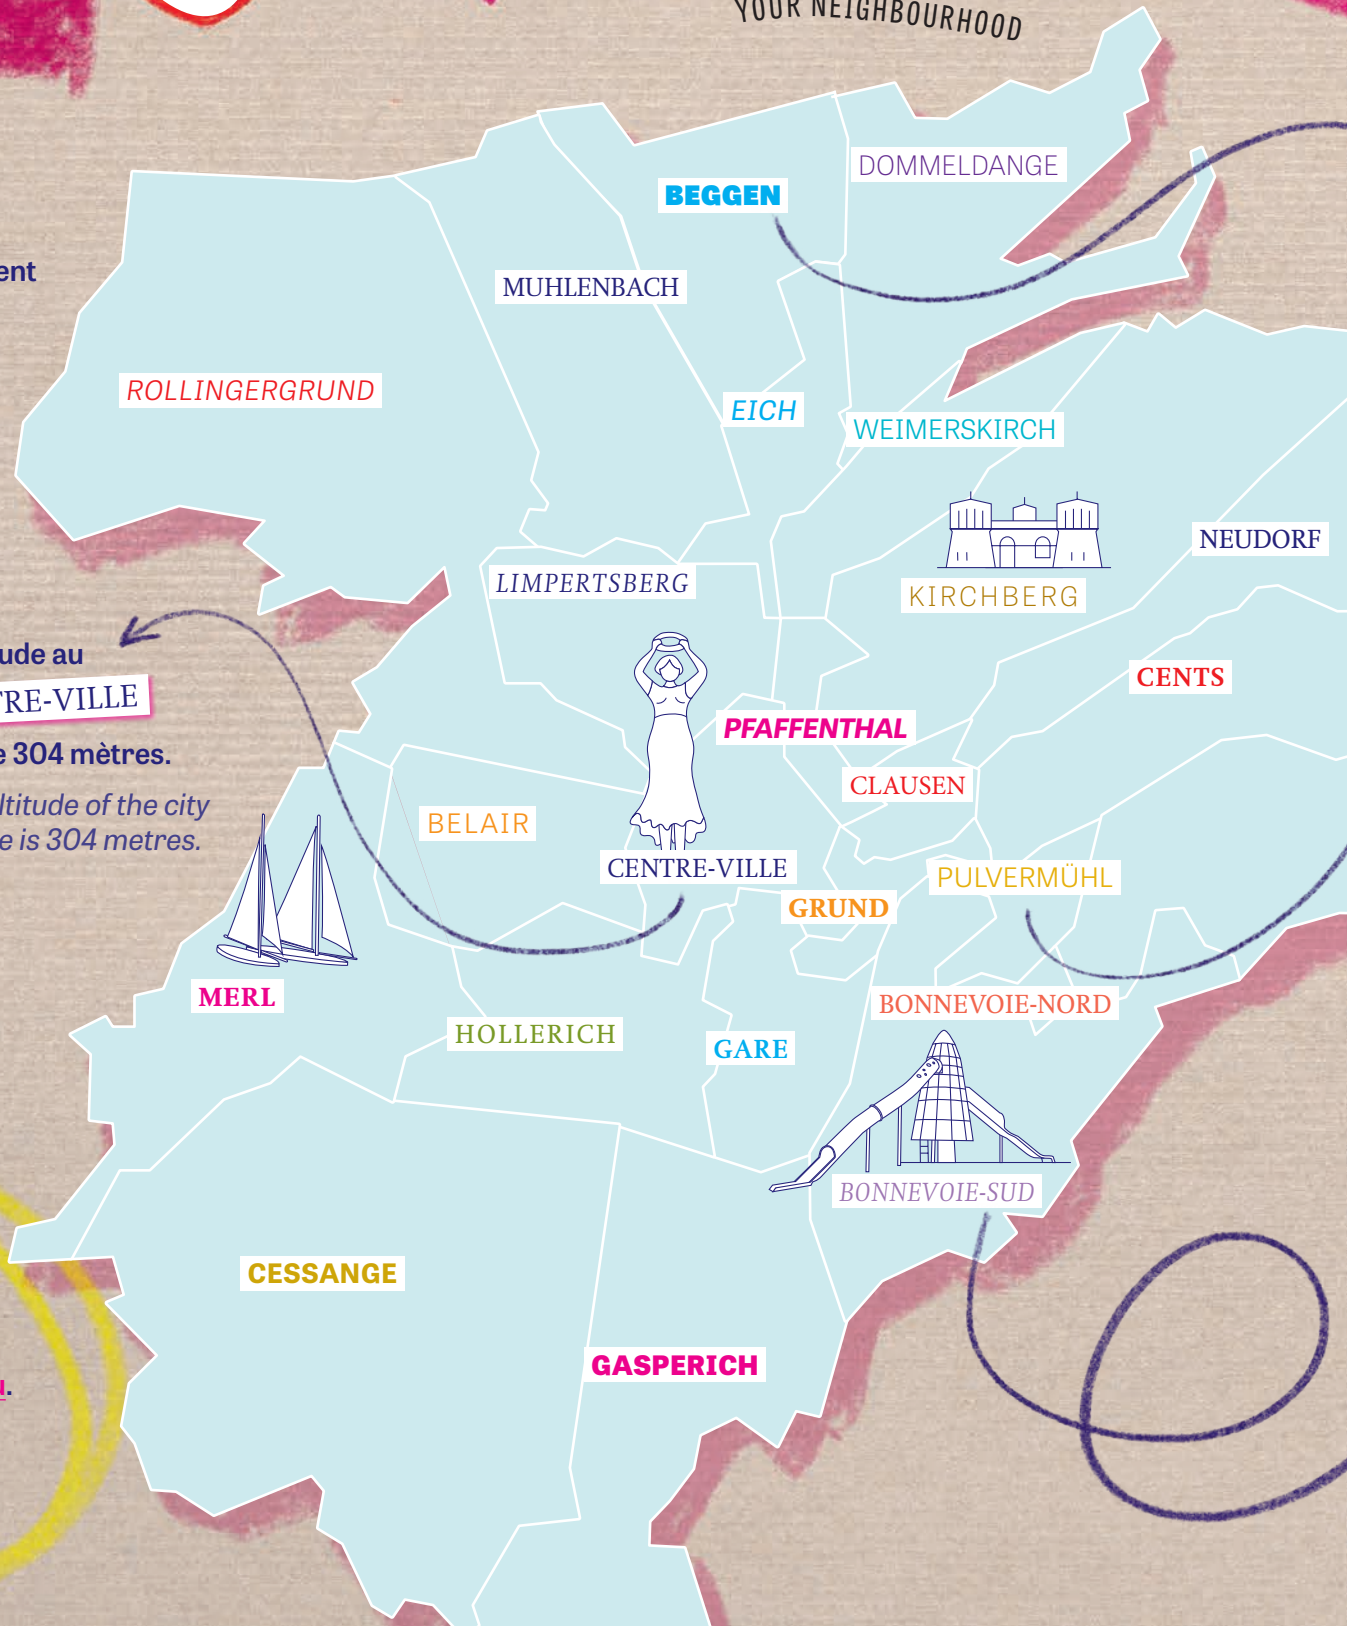 YOUR NEIGHBOURHOOD
DOMMELDANGE
BEGGEN
MUHLENBACH
ROLLINGERGRUND
EICH
WEIMERSKIRCH
NEUDORF
LIMPERTSBERG
KIRCHBERG
CENTS
PFAFFENTHAL
CLAUSEN
BELAIR
CENTRE-VILLE
PULVERMÜHL
GRUND
MERL
BONNEVOIE-NORD
HOLLERICH
GARE
BONNEVOIE-SUD
CESSANGE
GASPERICH
ent
ude au
TRE-VILLE
e 304 mètres.
ltitude of the city
e is 304 metres.
u.